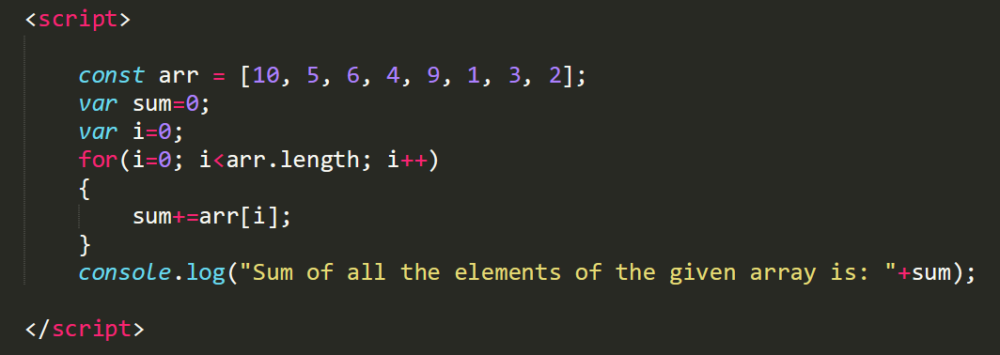 <script>
const arr = [10, 5, 6, 4, 9, 1, 3, 2];
var sum=0;
var i=0;
for(i=0; i<arr.length; i++)
{
sum+=arr[i];
}
console.log("Sum of all the elements of the given array is: "+sum);
</script>